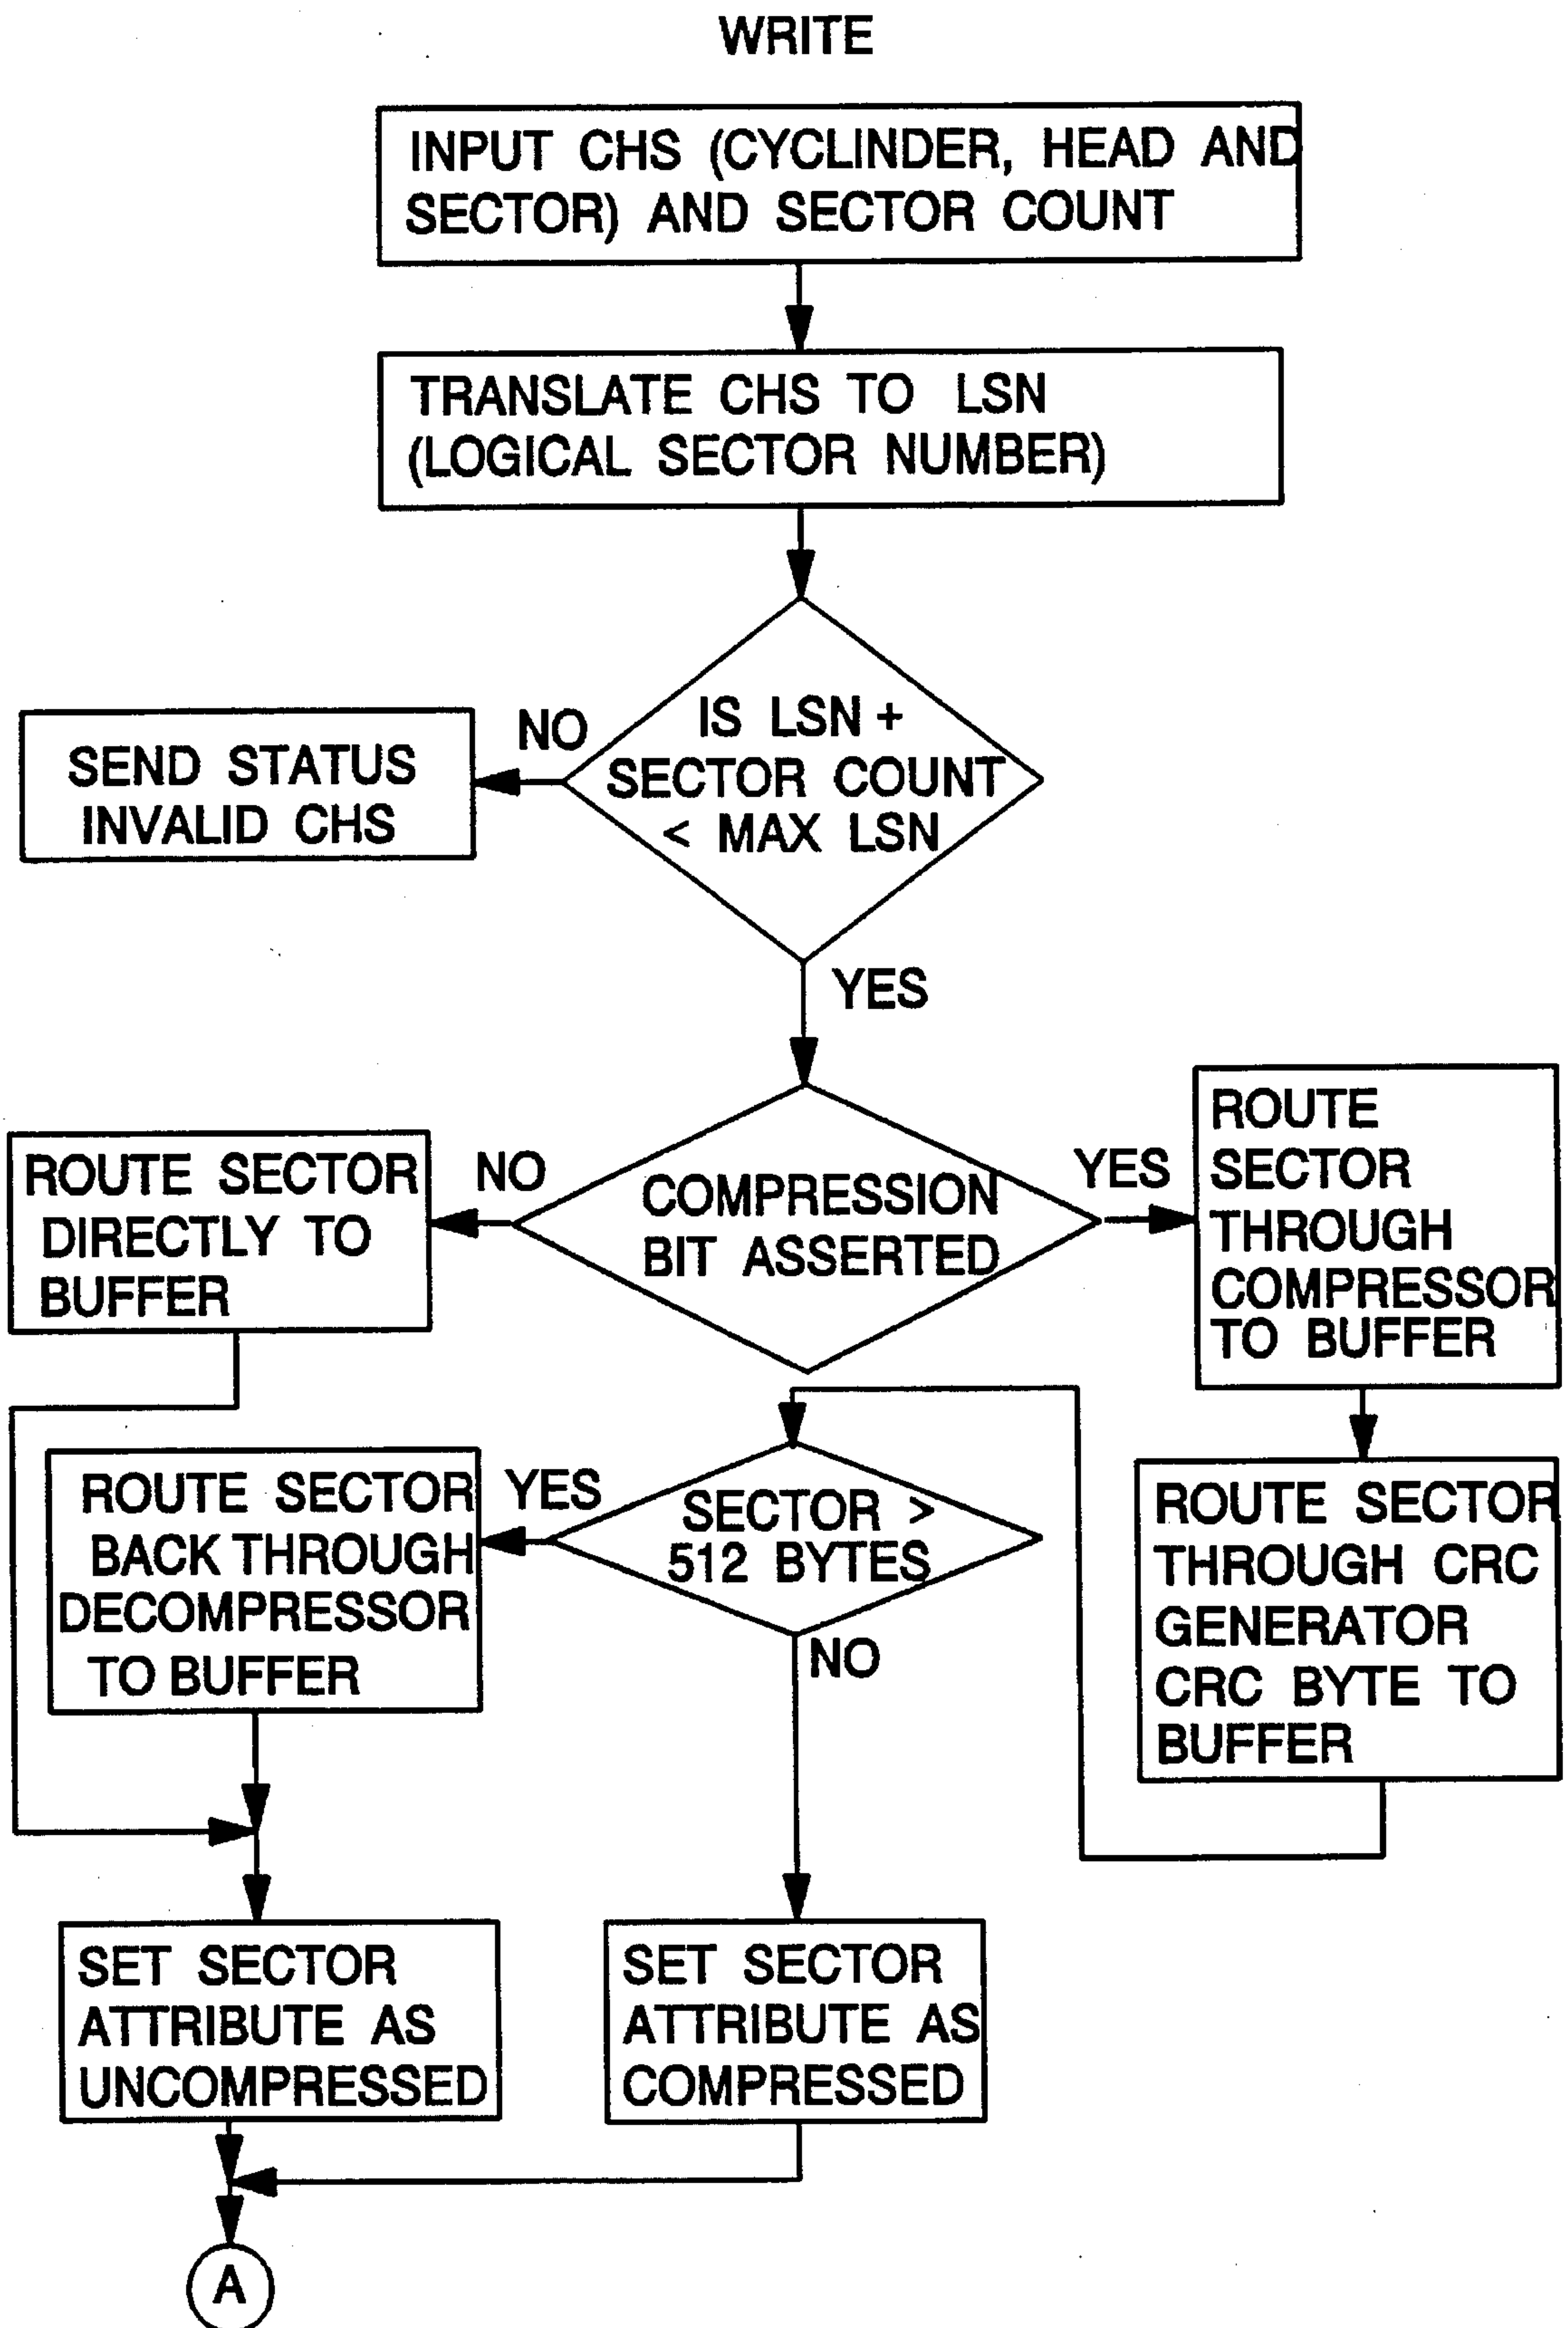 WRITE
INPUT CHS (CYCLINDER, HEAD AND
SECTOR) AND SECTOR COUNT
TRANSLATE CHS TO LSN
(LOGICAL SECTOR NUMBER)
IS LSN +
SECTOR COUNT
< MAX LSN
NO
SEND STATUS
INVALID CHS
YES
COMPRESSION
BIT ASSERTED
NO
ROUTE SECTOR
DIRECTLY TO
BUFFER
YES
ROUTE
SECTOR
THROUGH
COMPRESSOR
TO BUFFER
ROUTE SECTOR
THROUGH CRC
GENERATOR
CRC BYTE TO
BUFFER
SECTOR >
512 BYTES
YES
ROUTE SECTOR
BACK THROUGH
DECOMPRESSOR
TO BUFFER
NO
SET SECTOR
ATTRIBUTE AS
UNCOMPRESSED
SET SECTOR
ATTRIBUTE AS
COMPRESSED
A